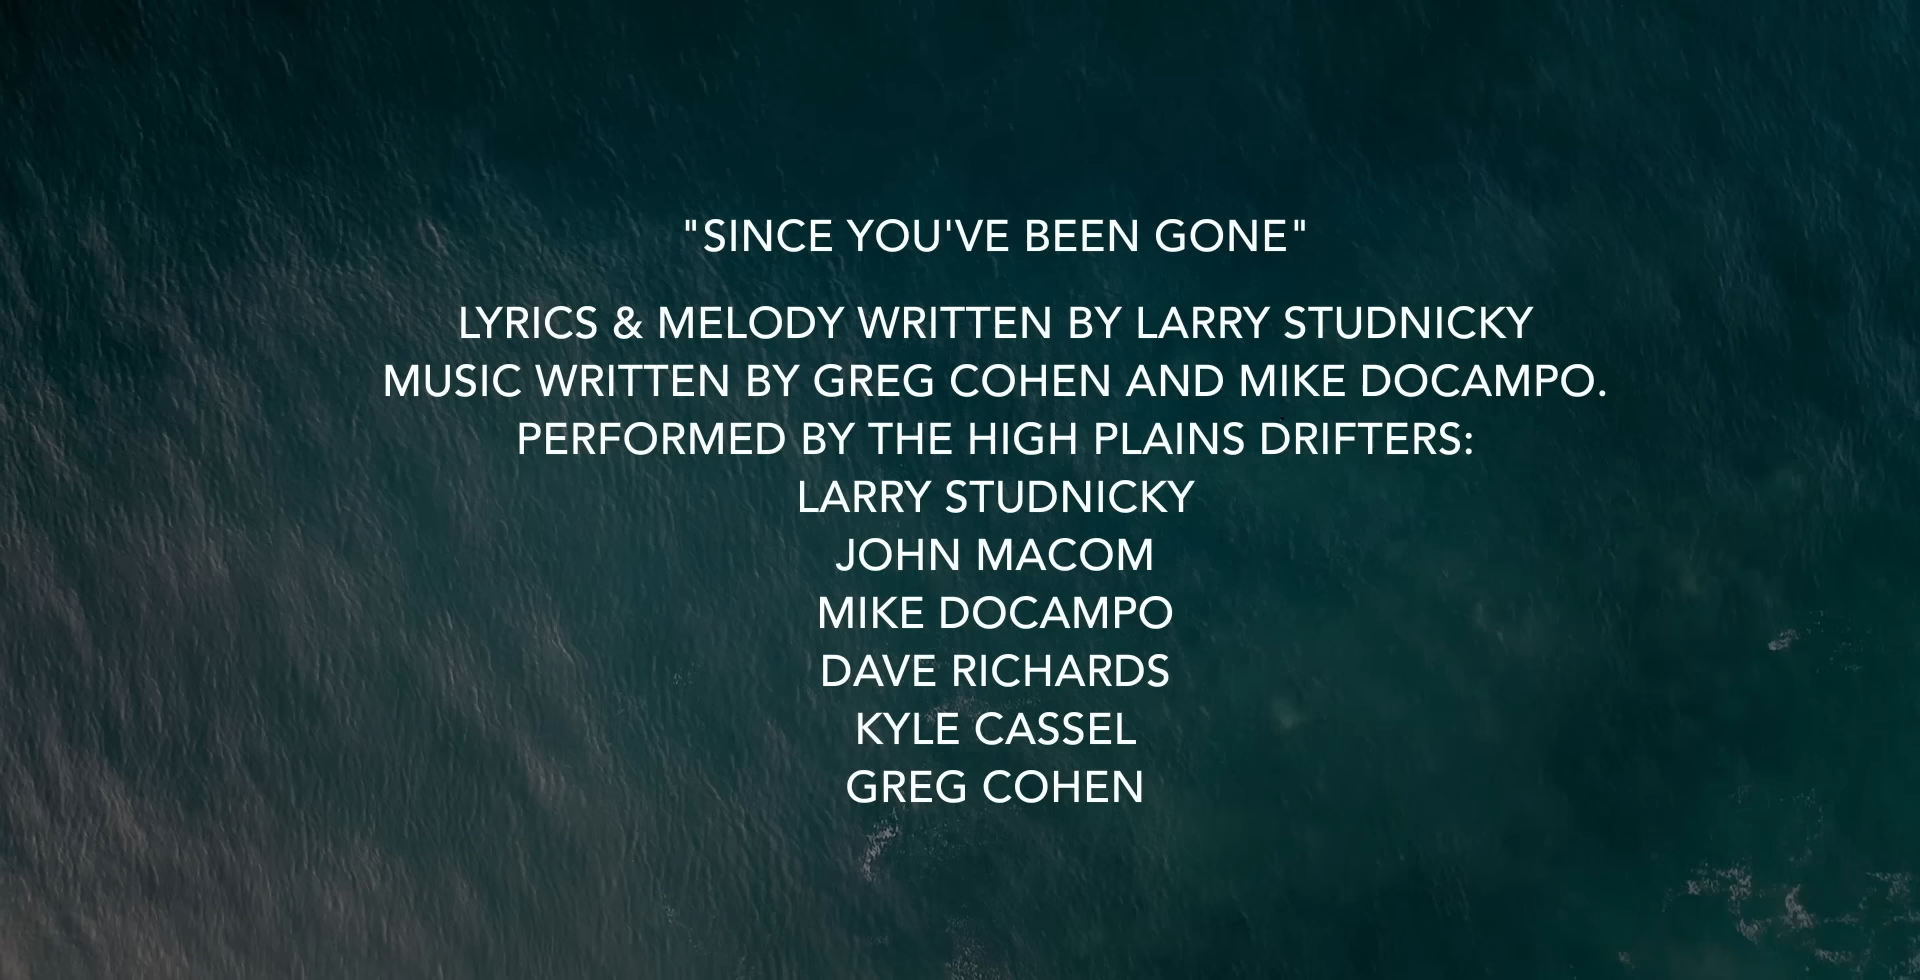 "SINCE YOU'VE BEEN GONE"
LYRICS & MELODY WRITTEN BY LARRY STUDNICKY
MUSIC WRITTEN BY GREG COHEN AND MIKE DOCAMPO.
PERFORMED BY THE HIGH PLAINS DRIFTERS:
LARRY STUDNICKY
JOHN MACOM
MIKE DOCAMPO
DAVE RICHARDS
KYLE CASSEL
GREG COHEN